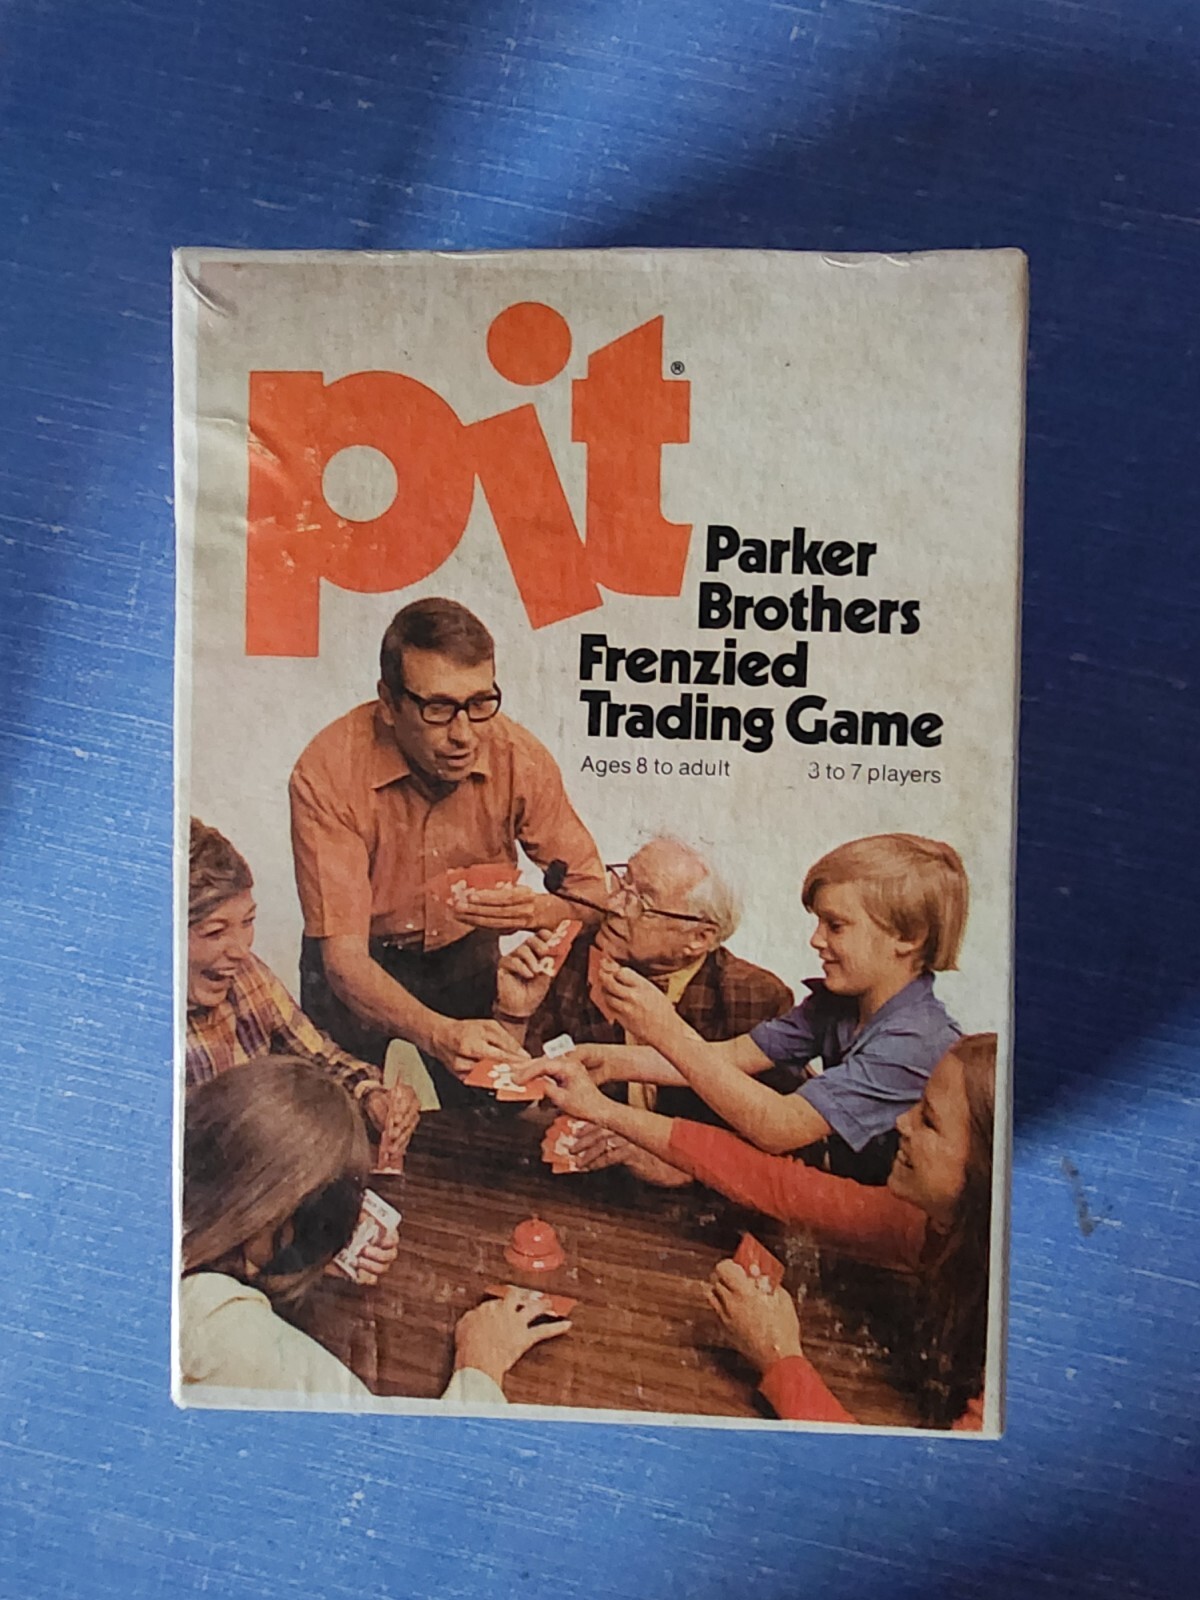 pit®
Parker
Brothers
Frenzied
Trading Game
Ages 8 to adult 3 to 7 players